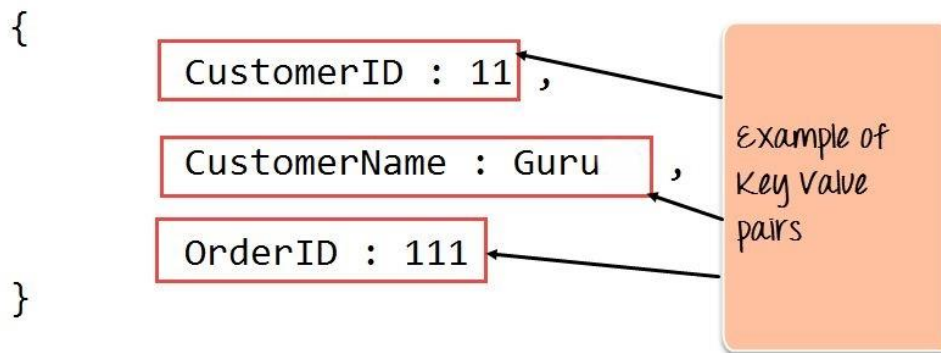 {
CustomerID : 11 ,
CustomerName : Guru ,
OrderID : 111
}
Example of
Key Value
pairs